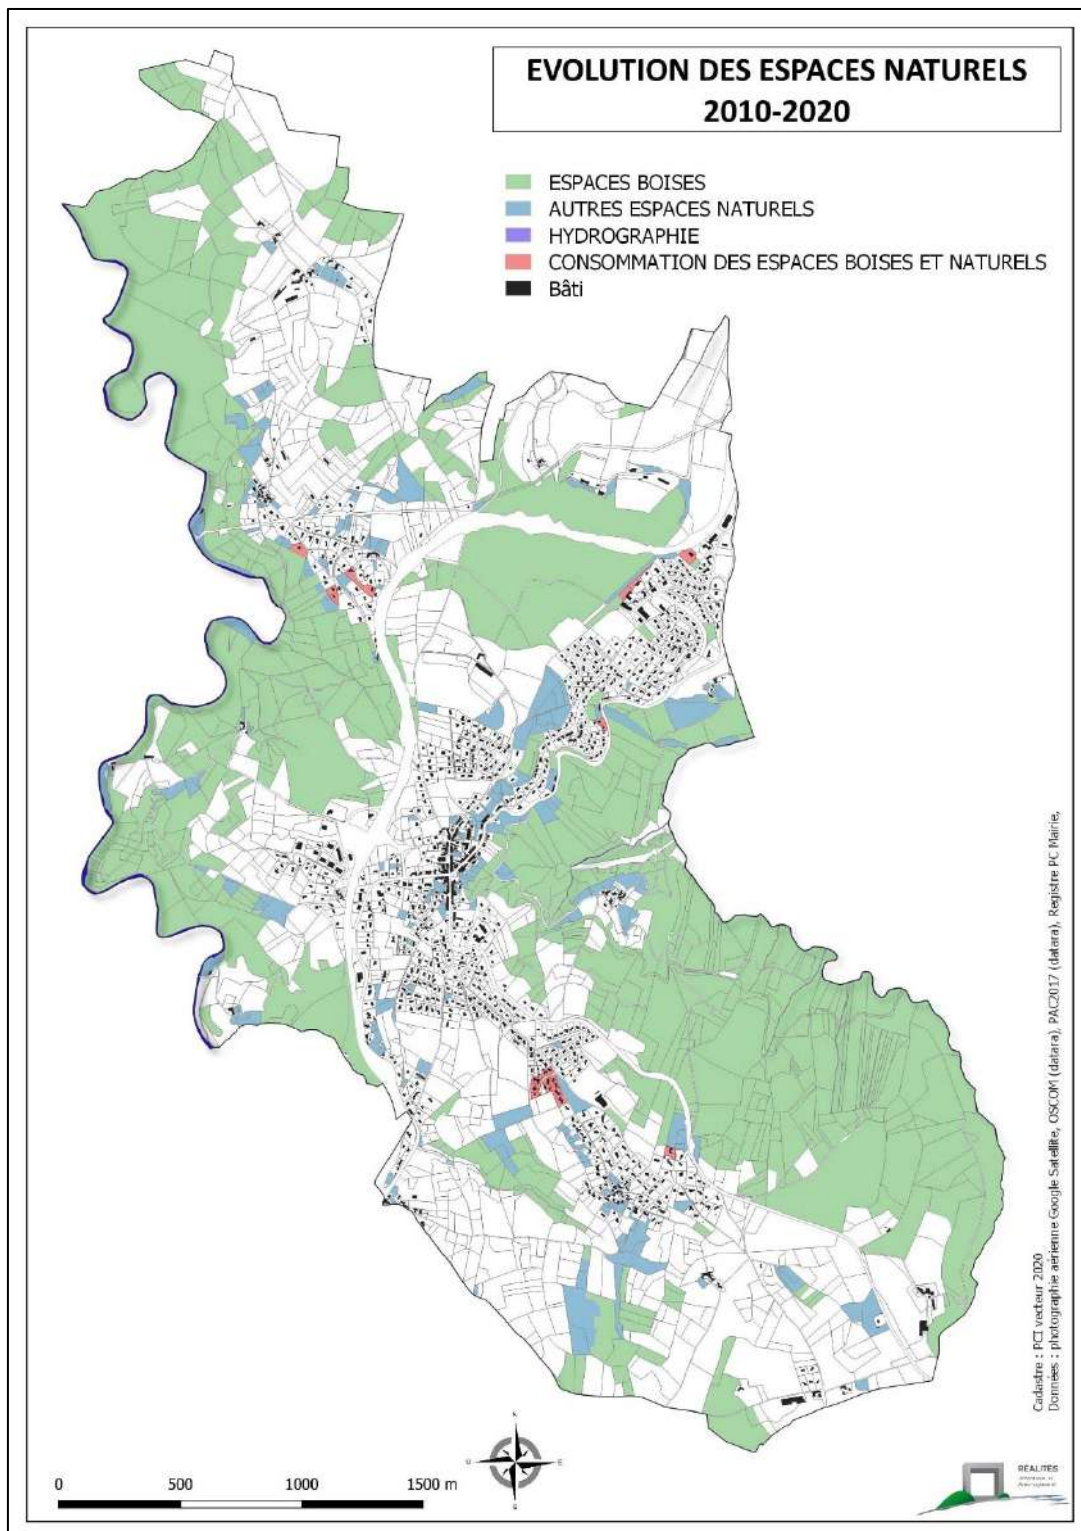 EVOLUTION DES ESPACES NATURELS
2010-2020
ESPACES BOISES
AUTRES ESPACES NATURELS
HYDROGRAPHIE
CONSOMMATION DES ESPACES BOISES ET NATURELS
Bâti
Cadastre : PCI vecteur 2020
Données : photographie aérienne Google Satellite, OSCOM (datara), PAC2017 (datara), Registre PC Mairie,
0 500 1000 1500 m
N
O E
S
RÉALITÉS